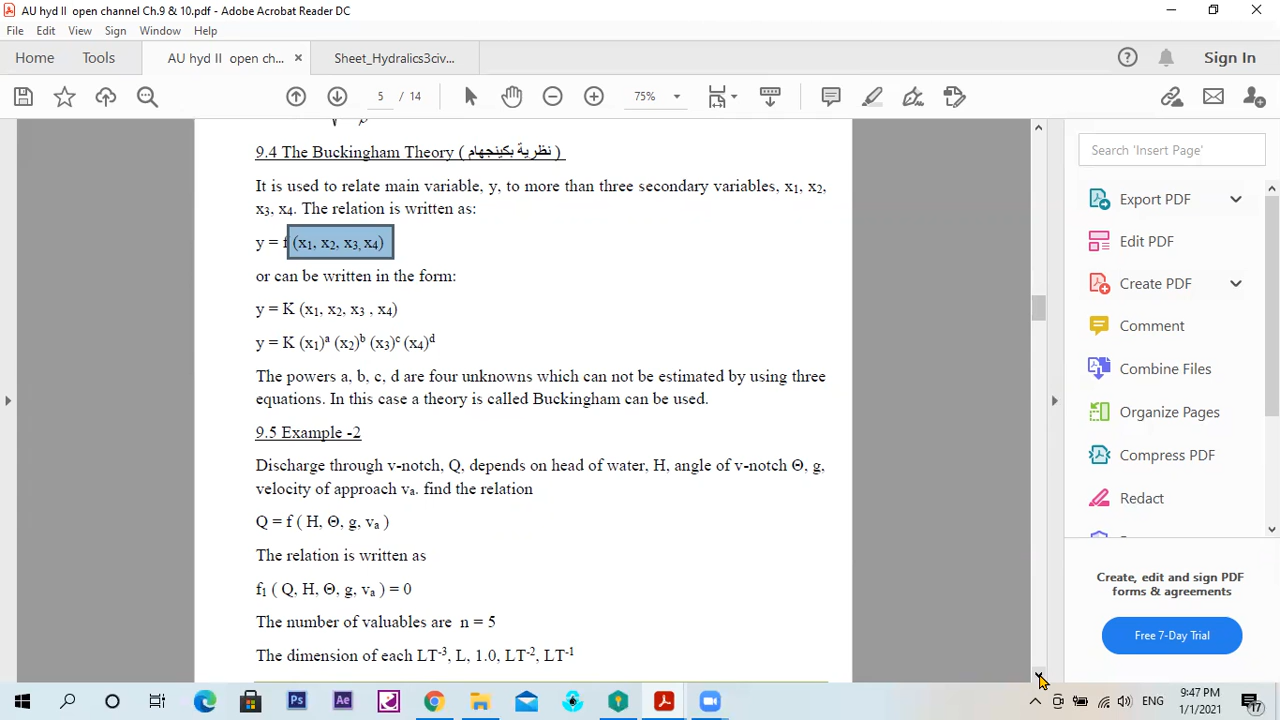 AU hyd II open channel Ch.9 & 10.pdf - Adobe Acrobat Reader DC
File Edit View Sign Window Help
Home Tools AU hyd II open ch... × Sheet_Hydralics3civ... Sign In
5 / 14 75%
9.4 The Buckingham Theory ( نظرية بكينجهام )
It is used to relate main variable, y, to more than three secondary variables, x1, x2,
x3, x4. The relation is written as:
y = f (x1, x2, x3, x4)
or can be written in the form:
y = K (x1, x2, x3 , x4)
y = K (x1)^a (x2)^b (x3)^c (x4)^d
The powers a, b, c, d are four unknowns which can not be estimated by using three
equations. In this case a theory is called Buckingham can be used.
9.5 Example -2
Discharge through v-notch, Q, depends on head of water, H, angle of v-notch Θ, g,
velocity of approach va. find the relation
Q = f ( H, Θ, g, va )
The relation is written as
f1 ( Q, H, Θ, g, va ) = 0
The number of valuables are n = 5
The dimension of each LT^-3, L, 1.0, LT^-2, LT^-1
Search 'Insert Page'
Export PDF
Edit PDF
Create PDF
Comment
Combine Files
Organize Pages
Compress PDF
Redact
Create, edit and sign PDF
forms & agreements
Free 7-Day Trial
Ps Ae
ENG
9:47 PM
1/1/2021
17